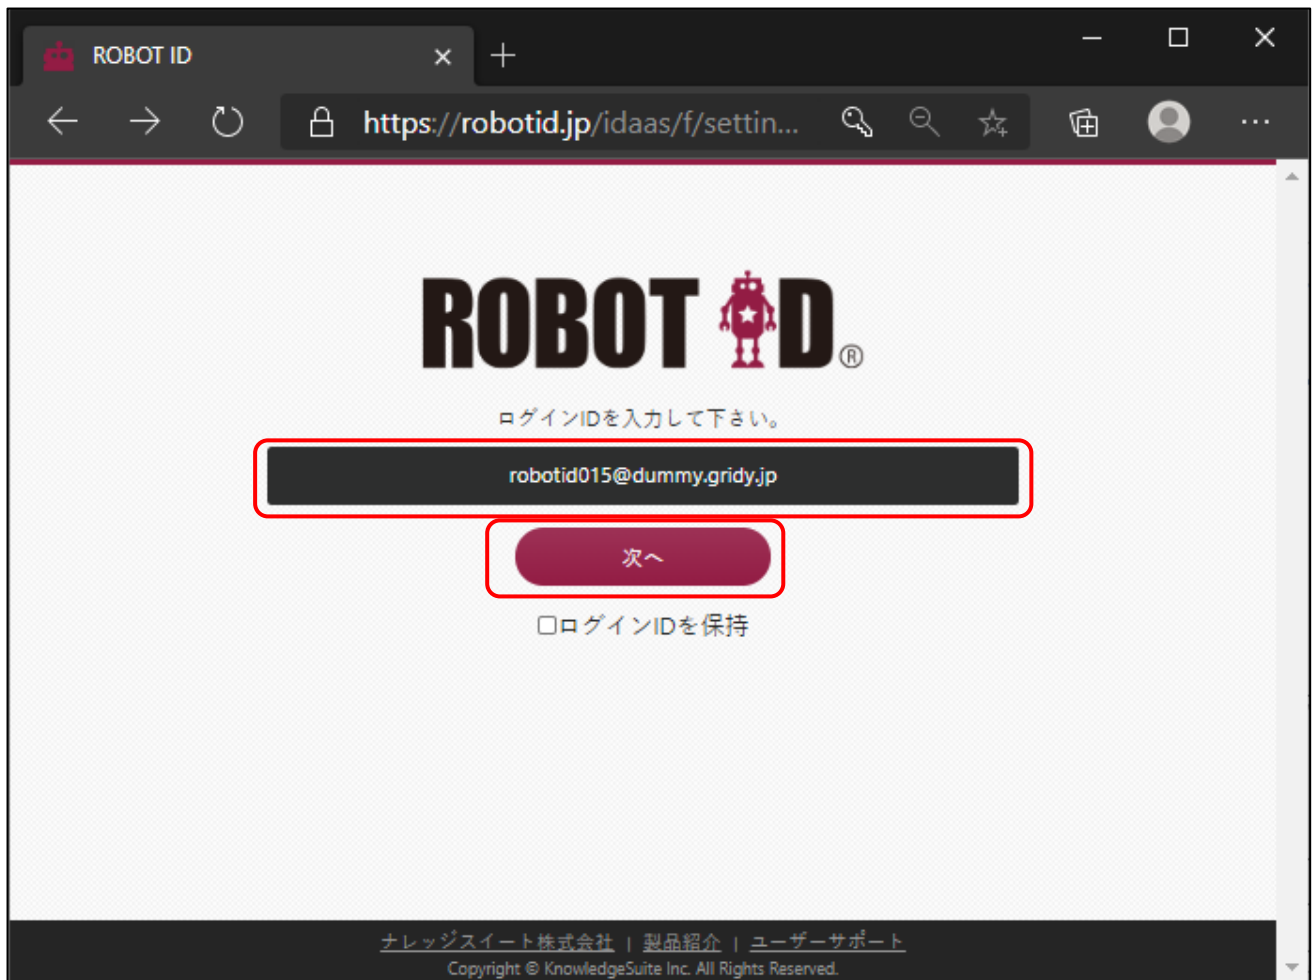 ROBOT ID
https://robotid.jp/idaas/f/settin...
ROBOT ID®
ログインIDを入力して下さい。
robotid015@dummy.gridy.jp
次へ
ログインIDを保持
ナレッジスイート株式会社 | 製品紹介 | ユーザーサポート
Copyright © KnowledgeSuite Inc. All Rights Reserved.